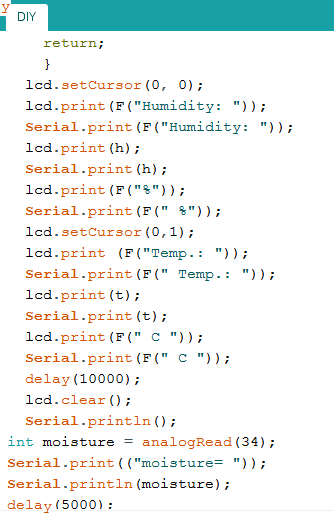 y
DIY
return;
}
lcd.setCursor(0, 0);
lcd.print(F("Humidity: "));
Serial.print(F("Humidity: "));
lcd.print(h);
Serial.print(h);
lcd.print(F("%"));
Serial.print(F(" %"));
lcd.setCursor(0,1);
lcd.print (F("Temp.: "));
Serial.print(F(" Temp.: "));
lcd.print(t);
Serial.print(t);
lcd.print(F(" C "));
Serial.print(F(" C "));
delay(10000);
lcd.clear();
Serial.println();
int moisture = analogRead(34);
Serial.print(("moisture= "));
Serial.println(moisture);
delay(5000);